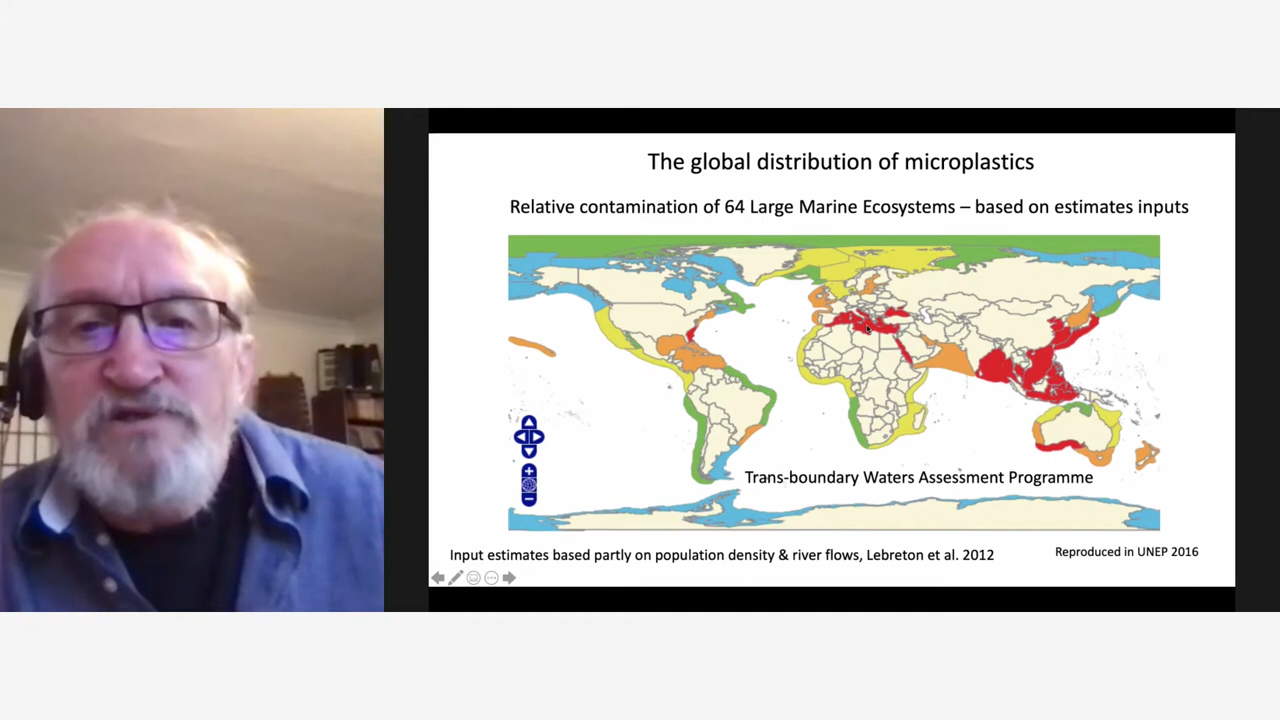 The global distribution of microplastics
Relative contamination of 64 Large Marine Ecosystems – based on estimates inputs
Trans-boundary Waters Assessment Programme
Input estimates based partly on population density & river flows, Lebreton et al. 2012
Reproduced in UNEP 2016